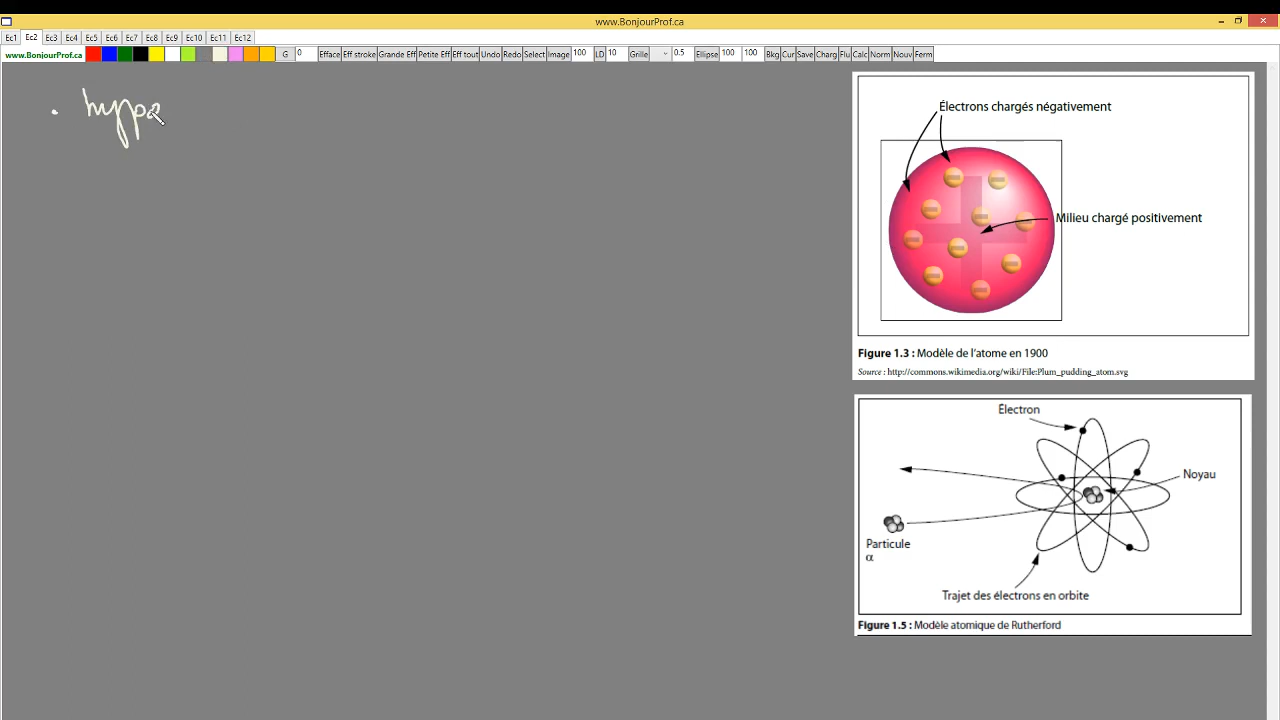 www.BonjourProf.ca
Ec1 Ec2 Ec3 Ec4 Ec5 Ec6 Ec7 Ec8 Ec9 Ec10 Ec11 Ec12
www.BonjourProf.ca G 0 Efface Eff stroke Grande Eff Petite Eff Eff tout Undo Redo Select Image 100 LD 10 Grille 0.5 Ellipse 100 100 Bkg Cur Save Charg Flu Calc Norm Nouv Ferm
• hype
Électrons chargés négativement
Milieu chargé positivement
Figure 1.3 : Modèle de l'atome en 1900
Source : http://commons.wikimedia.org/wiki/File:Plum_pudding_atom.svg
Électron
Noyau
Particule
α
Trajet des électrons en orbite
Figure 1.5 : Modèle atomique de Rutherford